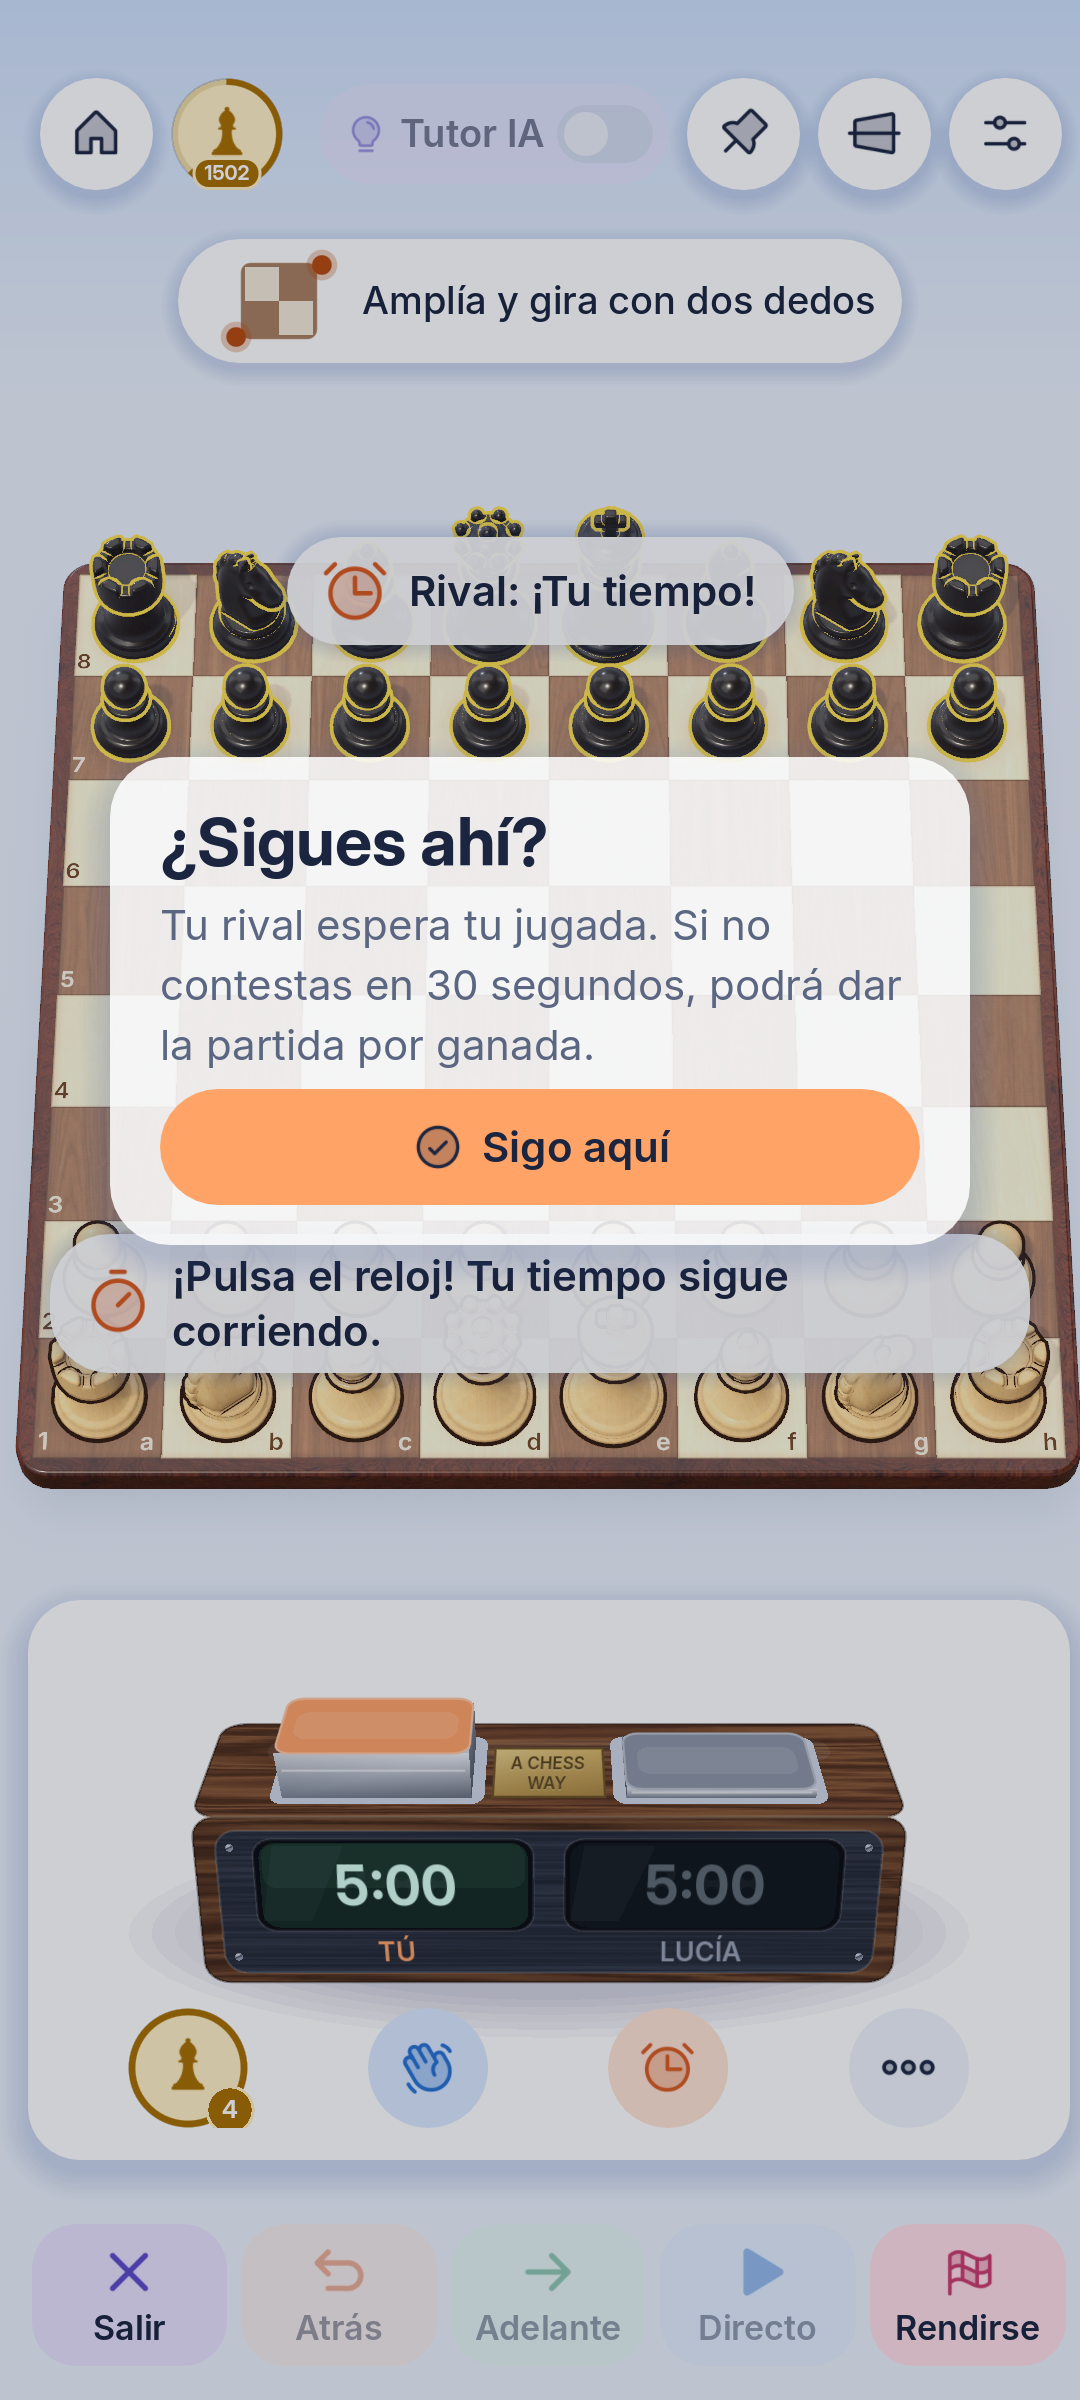 1502
Tutor IA
Amplía y gira con dos dedos
Rival: ¡Tu tiempo!
8
7
6
5
4
3
2
1
¿Sigues ahí?
Tu rival espera tu jugada. Si no
contestas en 30 segundos, podrá dar
la partida por ganada.
Sigo aquí
¡Pulsa el reloj! Tu tiempo sigue
corriendo.
a b c d e f g h
A CHESS
WAY
5:00 5:00
TÚ LUCÍA
4
Salir Atrás Adelante Directo Rendirse